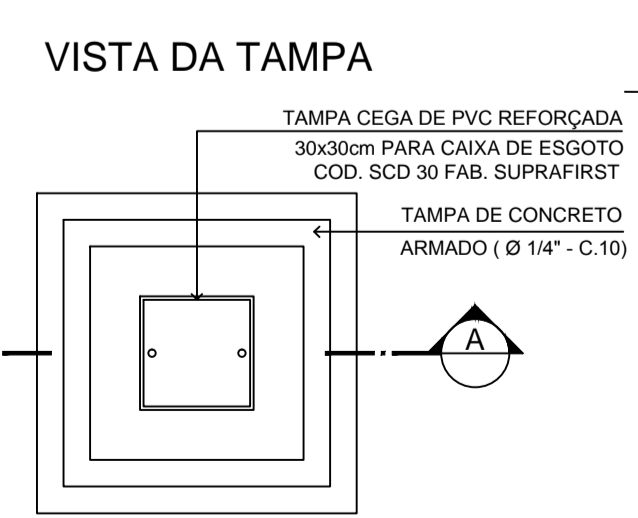 VISTA DA TAMPA
TAMPA CEGA DE PVC REFORÇADA
30x30cm PARA CAIXA DE ESGOTO
COD. SCD 30 FAB. SUPRAFIRST
TAMPA DE CONCRETO
ARMADO ( Ø 1/4" - C.10)
A